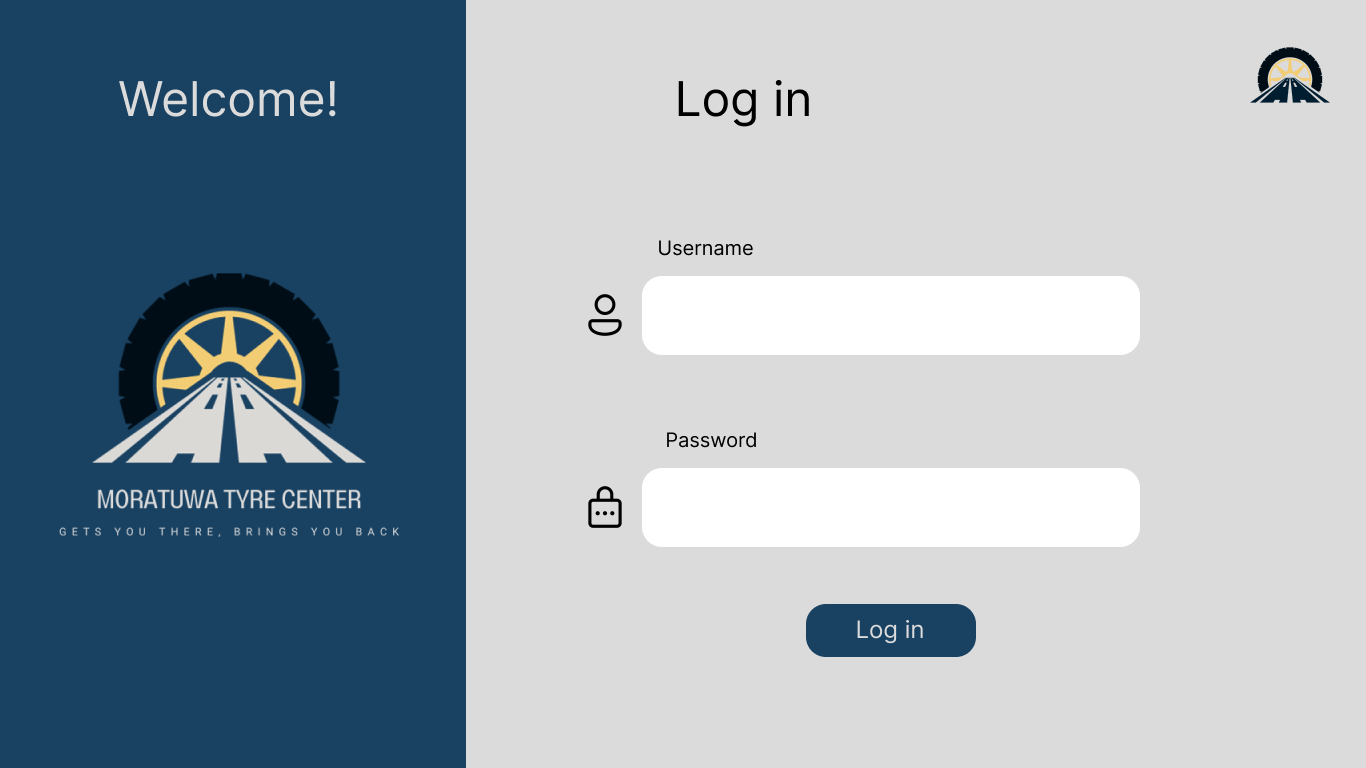 Welcome!
MORATUWA TYRE CENTER
GETS YOU THERE, BRINGS YOU BACK
Log in
Username
Password
Log in